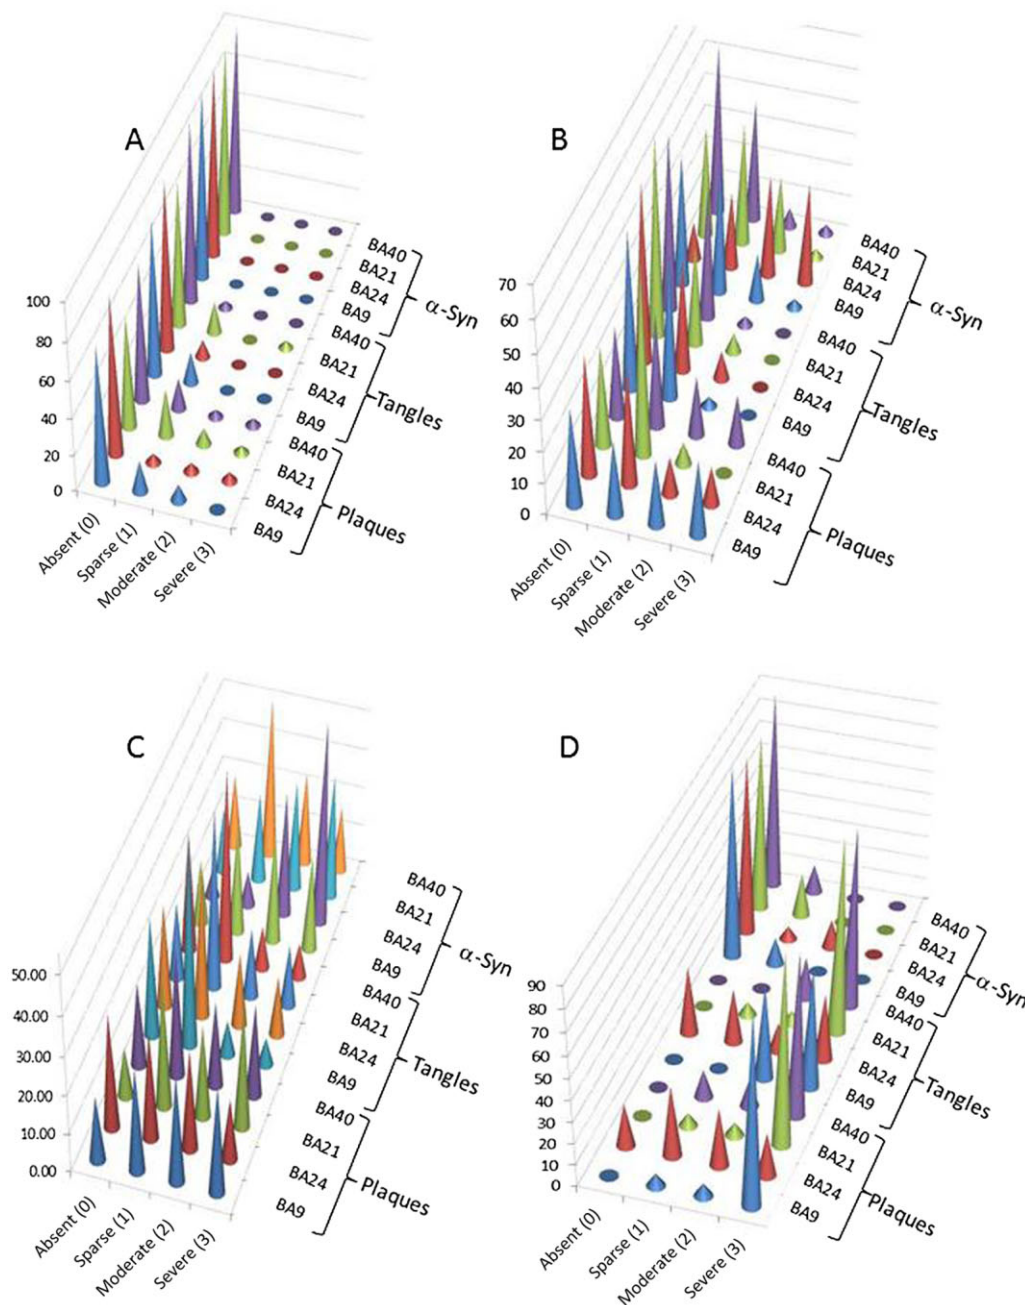 A
100
80
60
40
20
0
Absent (0)
Sparse (1)
Moderate (2)
Severe (3)
BA40
BA21
BA24
BA9
α-Syn
BA40
BA21
BA24
BA9
Tangles
BA40
BA21
BA24
BA9
Plaques
B
70
60
50
40
30
20
10
0
Absent (0)
Sparse (1)
Moderate (2)
Severe (3)
BA40
BA21
BA24
BA9
α-Syn
BA40
BA21
BA24
BA9
Tangles
BA40
BA21
BA24
BA9
Plaques
C
50.00
40.00
30.00
20.00
10.00
0.00
Absent (0)
Sparse (1)
Moderate (2)
Severe (3)
BA40
BA21
BA24
BA9
α-Syn
BA40
BA21
BA24
BA9
Tangles
BA40
BA21
BA24
BA9
Plaques
D
90
80
70
60
50
40
30
20
10
0
Absent (0)
Sparse (1)
Moderate (2)
Severe (3)
BA40
BA21
BA24
BA9
α-Syn
BA40
BA21
BA24
BA9
Tangles
BA40
BA21
BA24
BA9
Plaques